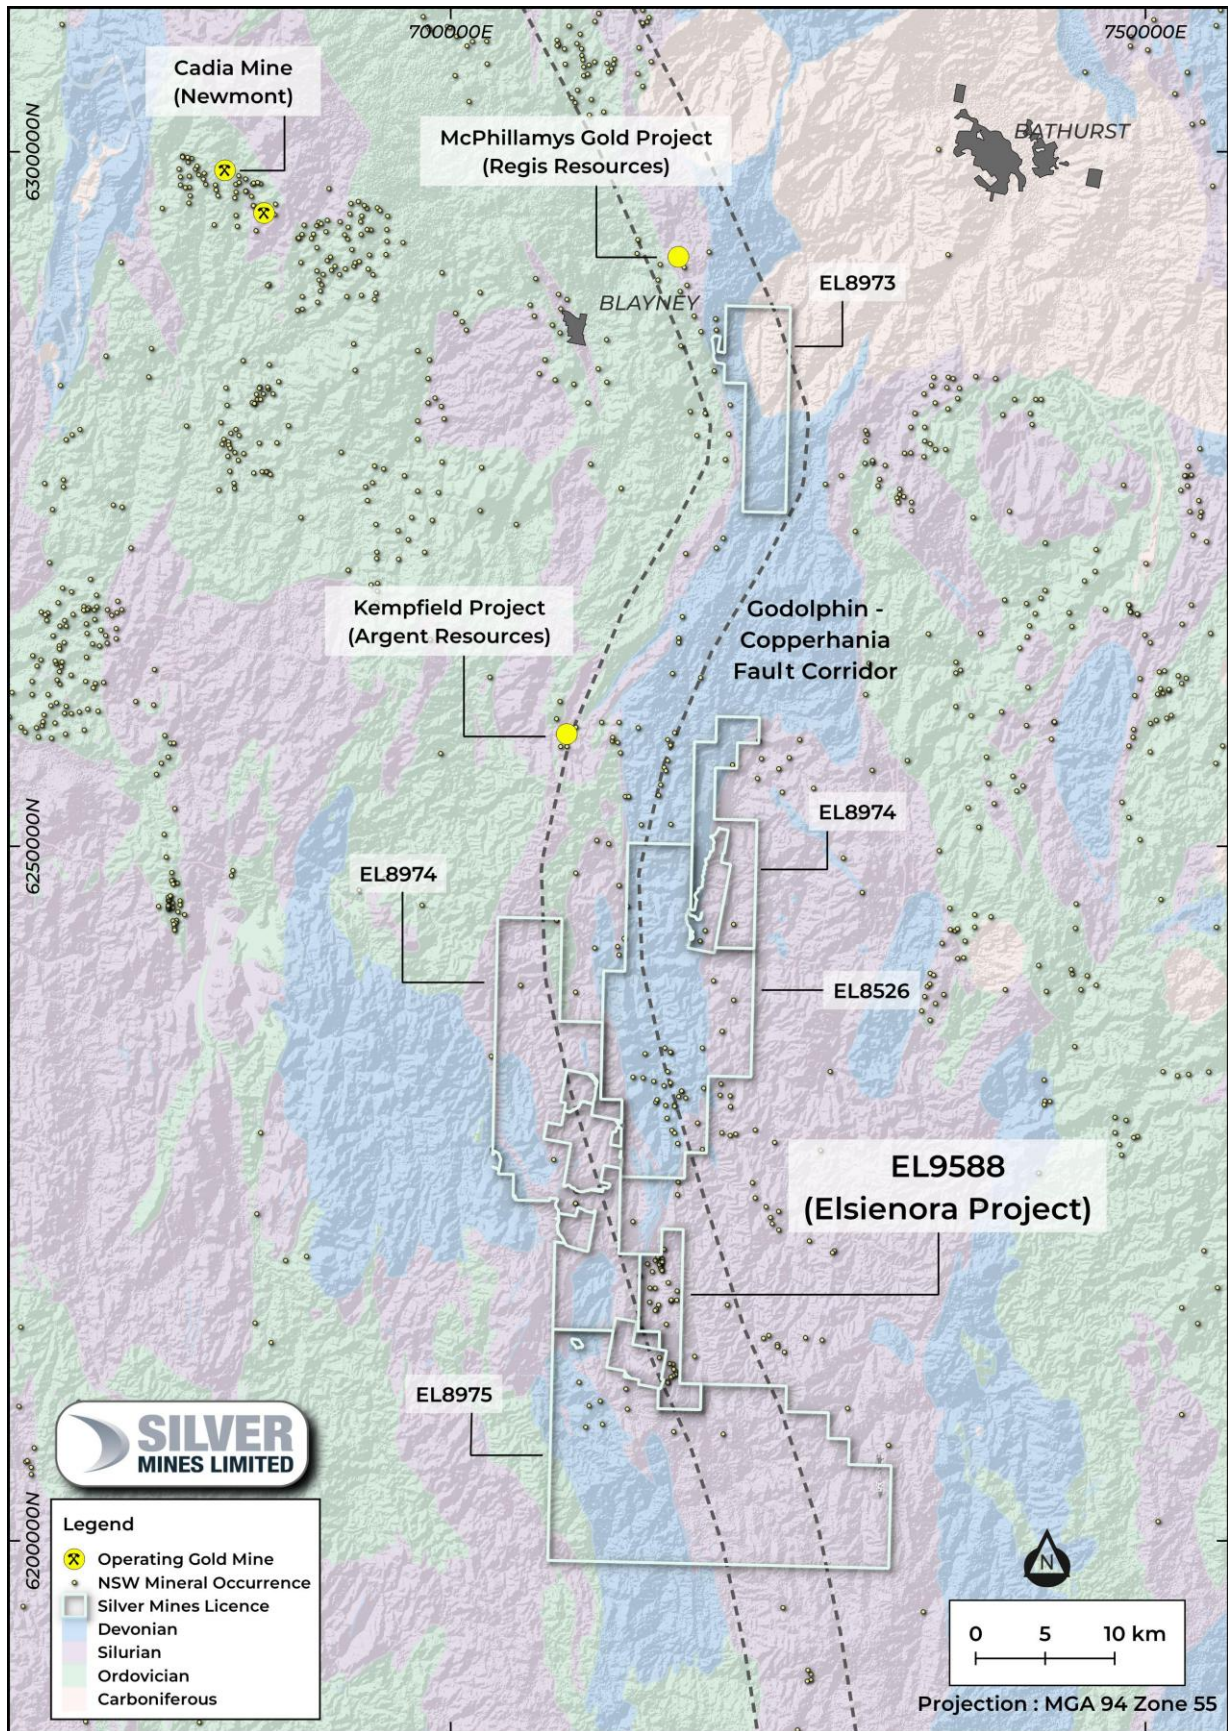 700000E
750000E
Cadia Mine
(Newmont)
McPhillamys Gold Project
(Regis Resources)
BATHURST
6300000N
EL8973
BLAYNEY
Kempfield Project
(Argent Resources)
Godolphin -
Copperhania
Fault Corridor
EL8974
6250000N
EL8974
EL8526
EL9588
(Elsienora Project)
EL8975
SILVER
MINES LIMITED
6200000N
Legend
Operating Gold Mine
NSW Mineral Occurrence
Silver Mines Licence
Devonian
Silurian
Ordovician
Carboniferous
N
0 5 10 km
Projection : MGA 94 Zone 55